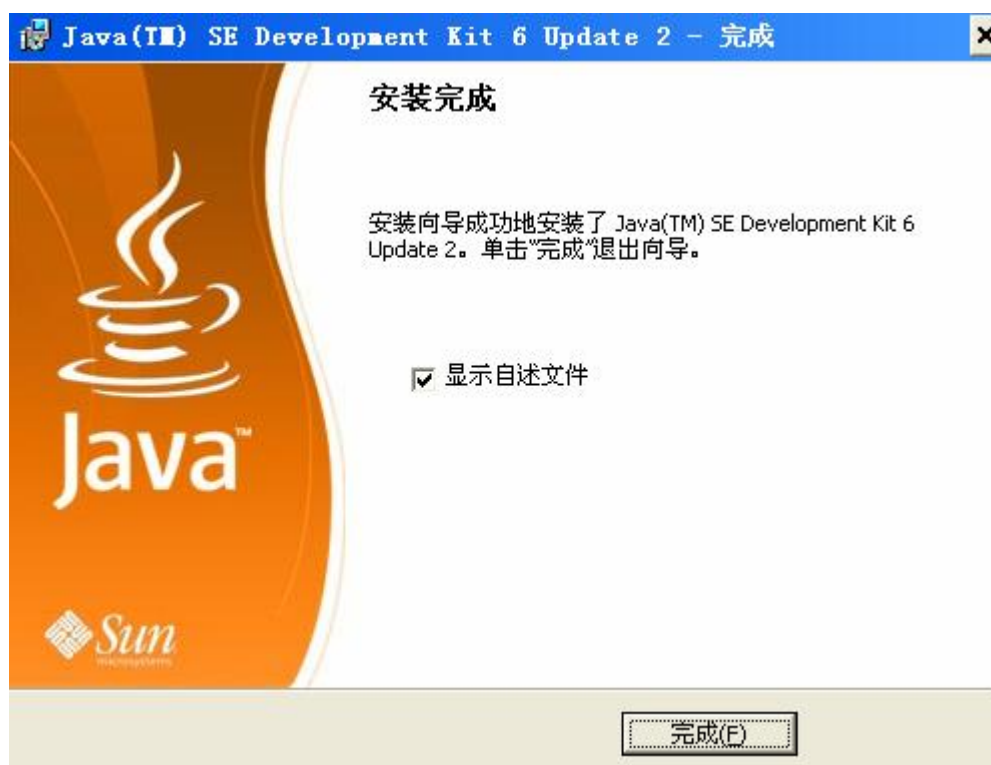 Java(TM) SE Development Kit 6 Update 2 - 完成
安装完成
安装向导成功地安装了 Java(TM) SE Development Kit 6
Update 2。单击"完成"退出向导。
显示自述文件
Java™
Sun
microsystems
完成(F)